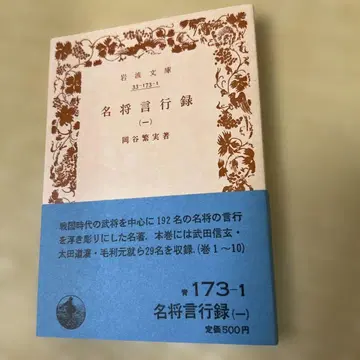 岩波文庫
33-173-1
名将言行録
(一)
岡谷繁実著
戦国時代の武将を中心に192名の名将の言行
を浮き彫りにした名著．本巻には武田信玄・
太田道灌・毛利元就ら29名を収録．(巻1～10)
青173-1
名将言行録(一)
定価500円